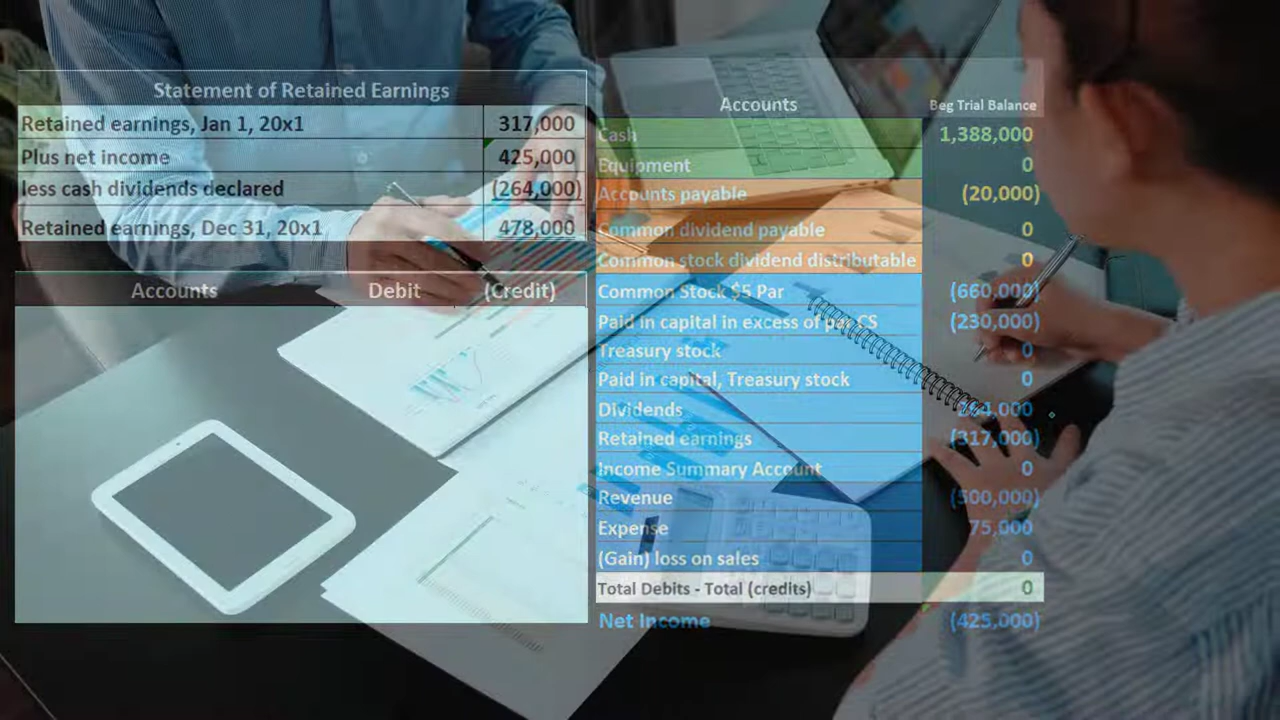 Statement of Retained Earnings
Retained earnings, Jan 1, 20x1 317,000
Plus net income 425,000
less cash dividends declared (264,000)
Retained earnings, Dec 31, 20x1 478,000
Accounts Debit (Credit)
Accounts Beg Trial Balance
Cash 1,388,000
Equipment 0
Accounts payable (20,000)
Common dividend payable 0
Common stock dividend distributable 0
Common Stock $5 Par (660,000)
Paid in capital in excess of par CS (230,000)
Treasury stock 0
Paid in capital, Treasury stock 0
Dividends
Retained earnings (317,000)
Income Summary Account 0
Revenue (500,000)
Expense 75,000
(Gain) loss on sales 0
Total Debits - Total (credits) 0
Net Income (425,000)